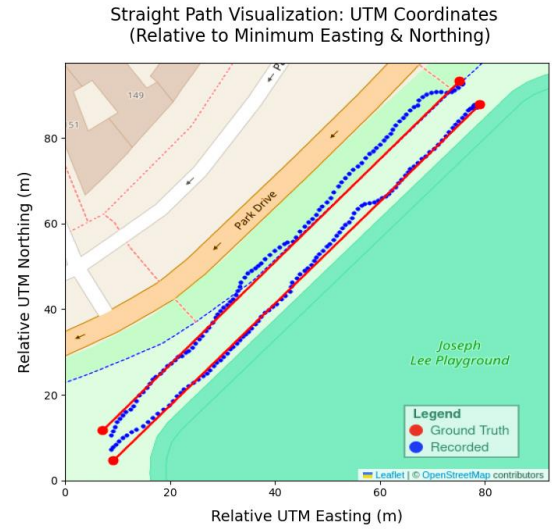 Straight Path Visualization: UTM Coordinates
(Relative to Minimum Easting & Northing)
149
51
Park Drive
Joseph
Lee Playground
Legend
Ground Truth
Recorded
Leaflet | © OpenStreetMap contributors
Relative UTM Northing (m)
80
60
40
20
0
0
20
40
60
80
Relative UTM Easting (m)